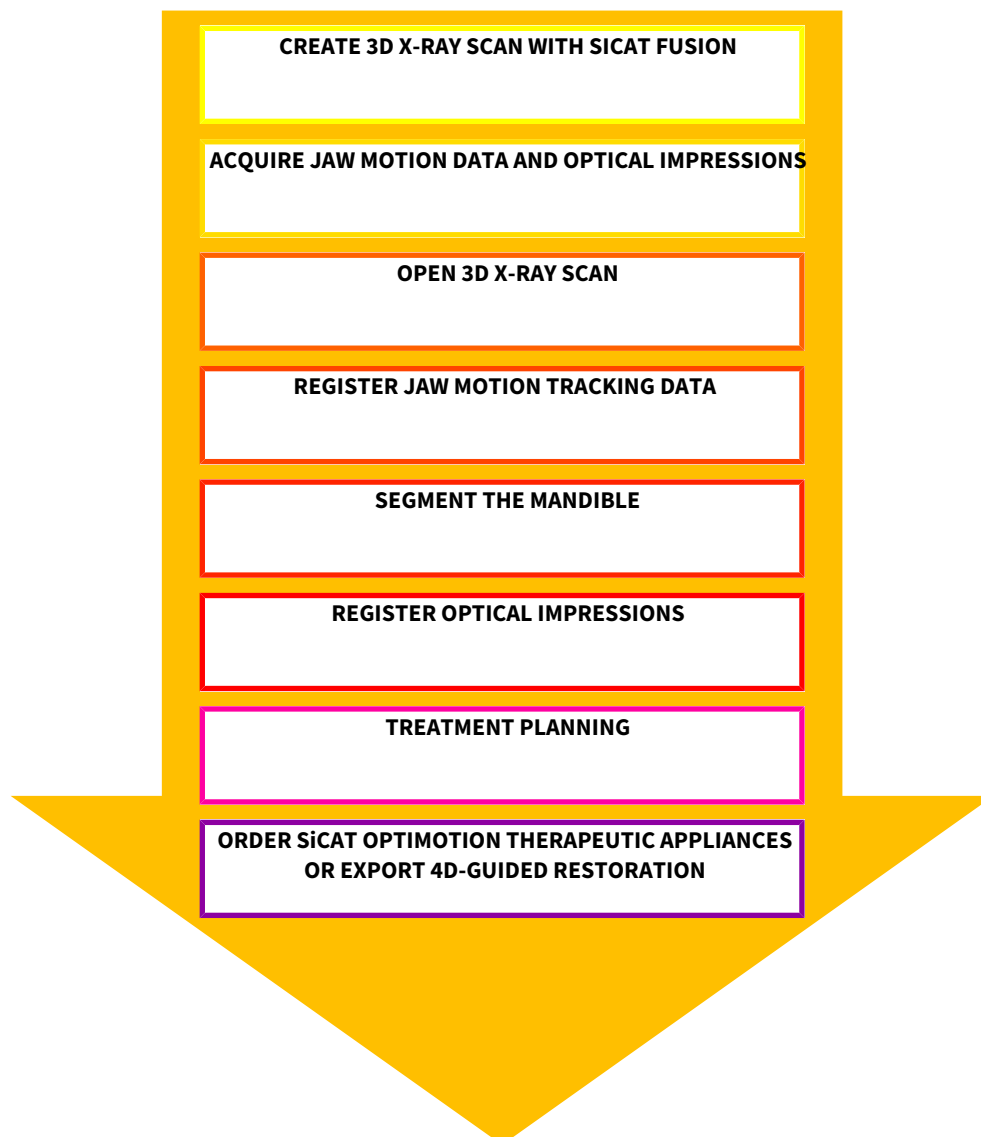 CREATE 3D X-RAY SCAN WITH SICAT FUSION
ACQUIRE JAW MOTION DATA AND OPTICAL IMPRESSIONS
OPEN 3D X-RAY SCAN
REGISTER JAW MOTION TRACKING DATA
SEGMENT THE MANDIBLE
REGISTER OPTICAL IMPRESSIONS
TREATMENT PLANNING
ORDER SiCAT OPTIMOTION THERAPEUTIC APPLIANCES
OR EXPORT 4D-GUIDED RESTORATION